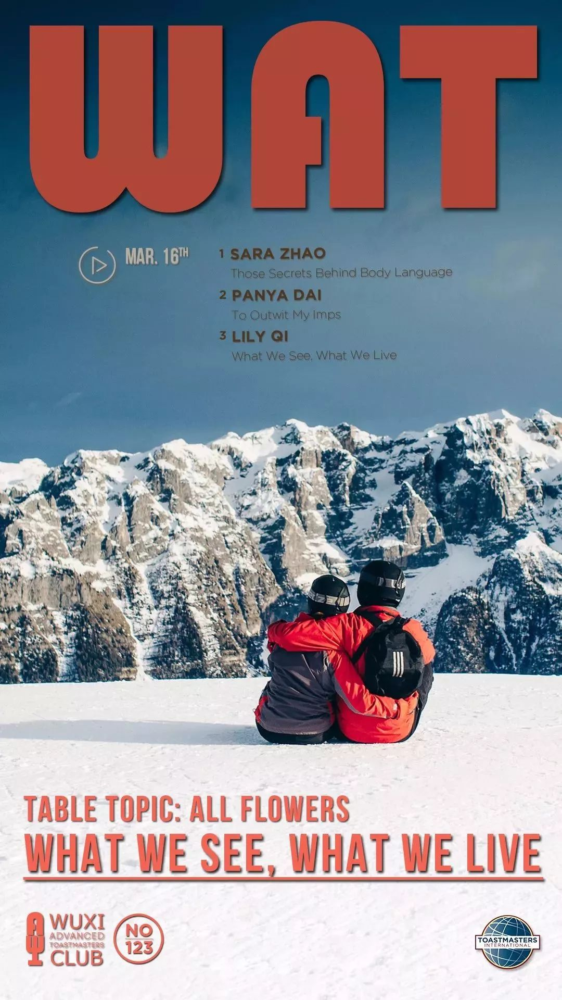 WAT
MAR. 16TH
1 SARA ZHAO
Those Secrets Behind Body Language
2 PANYA DAI
To Outwit My Imps
3 LILY QI
What We See, What We Live
TABLE TOPIC: ALL FLOWERS
WHAT WE SEE, WHAT WE LIVE
WUXI
ADVANCED
TOASTMASTERS
CLUB
NO
123
TOASTMASTERS
INTERNATIONAL